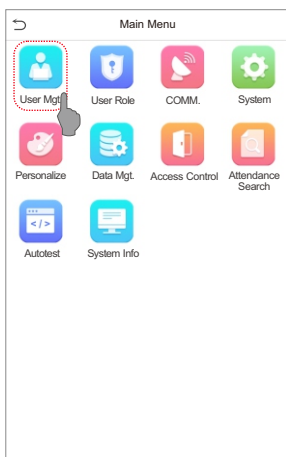 Main Menu
User Mgt.
User Role
COMM.
System
Personalize
Data Mgt.
Access Control
Attendance
Search
</>
Autotest
System Info